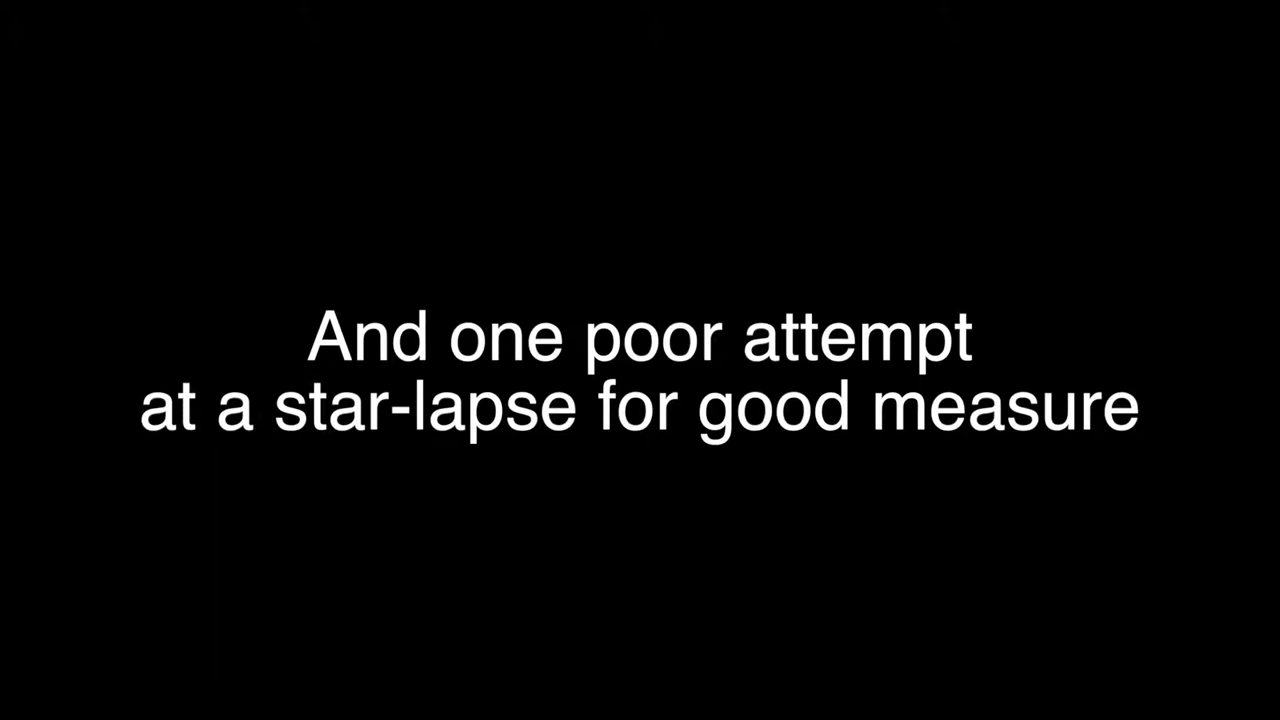 And one poor attempt
at a star-lapse for good measure